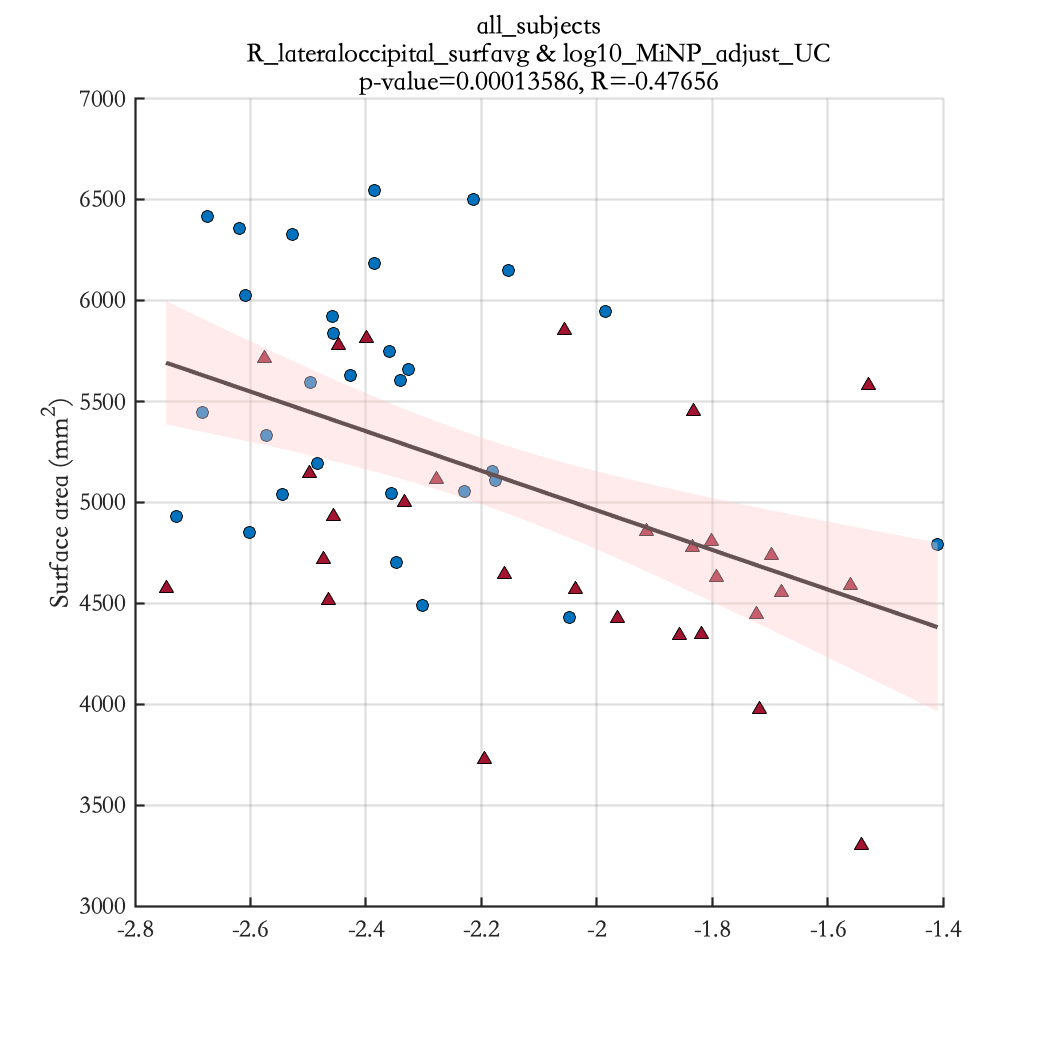 all_subjects
R_lateraloccipital_surfavg & log10_MiNP_adjust_UC
p-value=0.00013586, R=-0.47656
7000
6500
6000
5500
5000
4500
4000
3500
3000
Surface area (mm²)
-2.8 -2.6 -2.4 -2.2 -2 -1.8 -1.6 -1.4